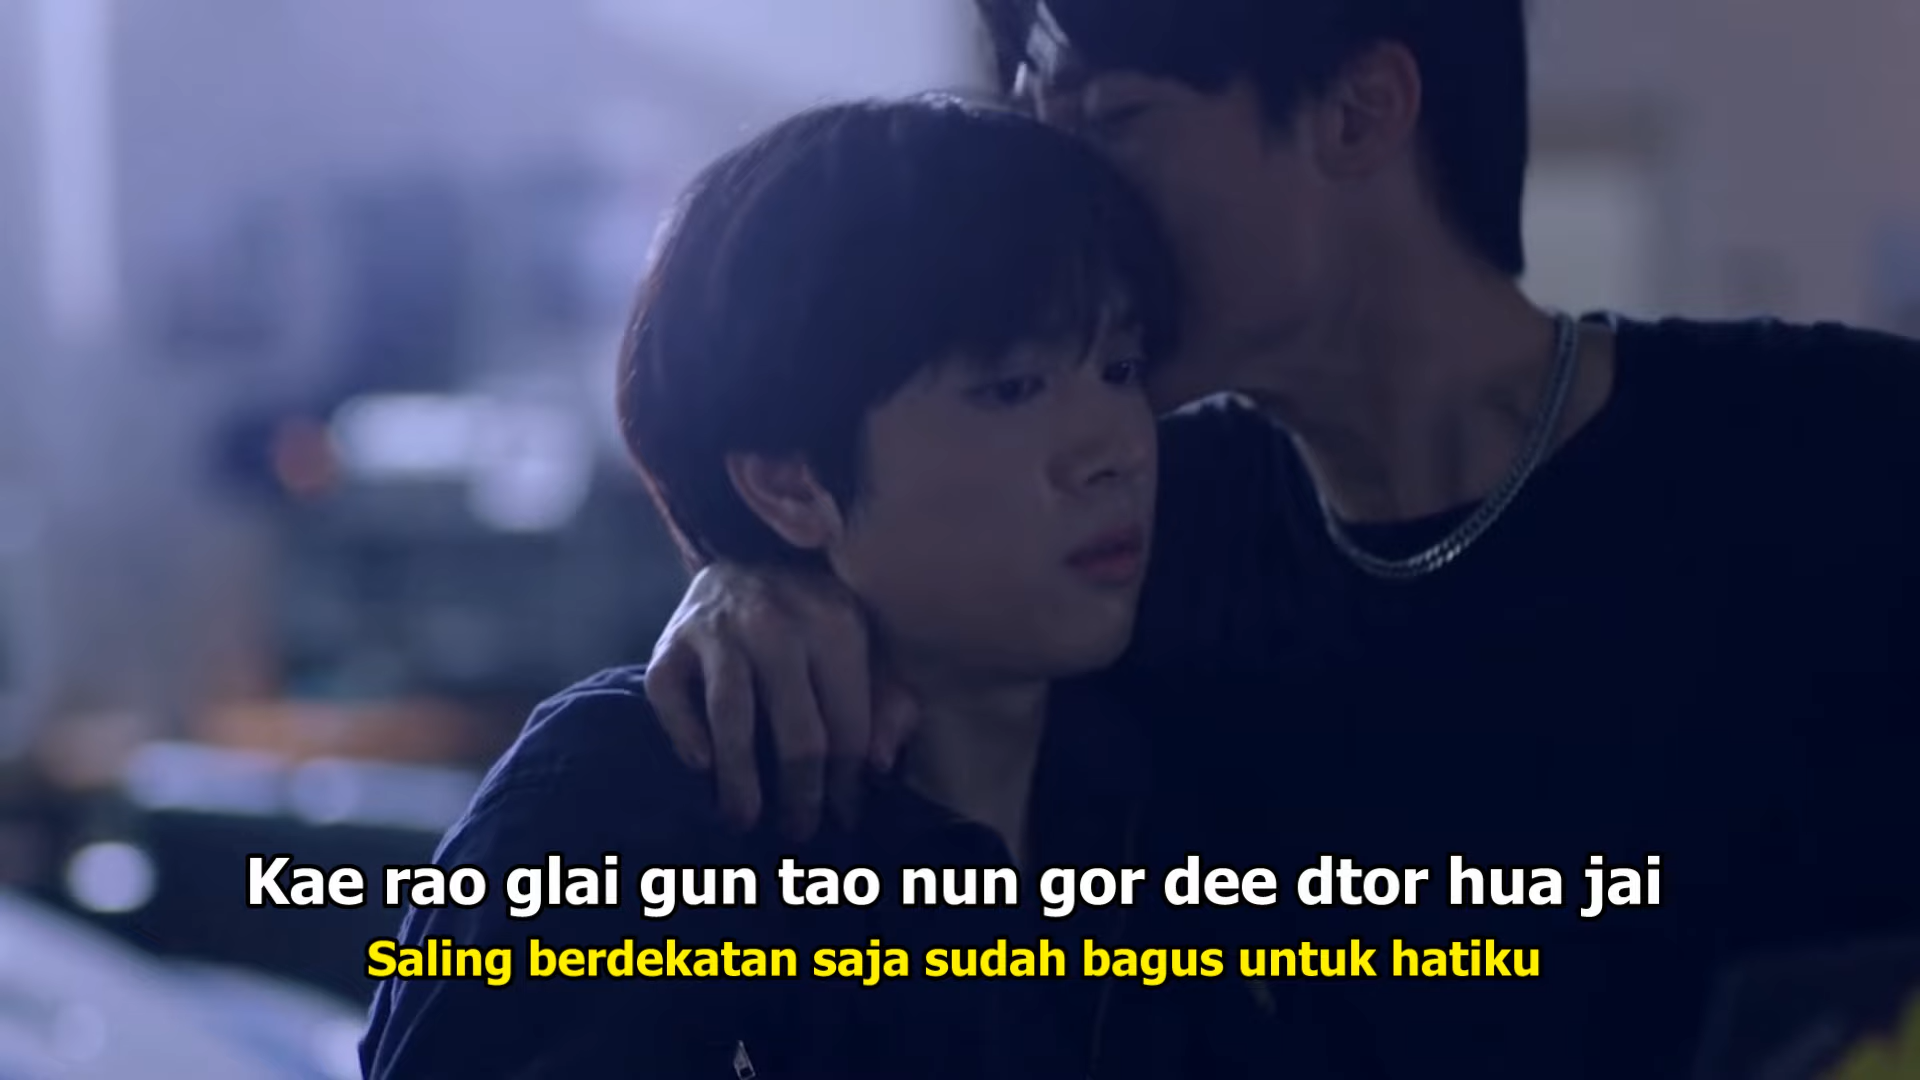 Kae rao glai gun tao nun gor dee dtor hua jai
Saling berdekatan saja sudah bagus untuk hatiku